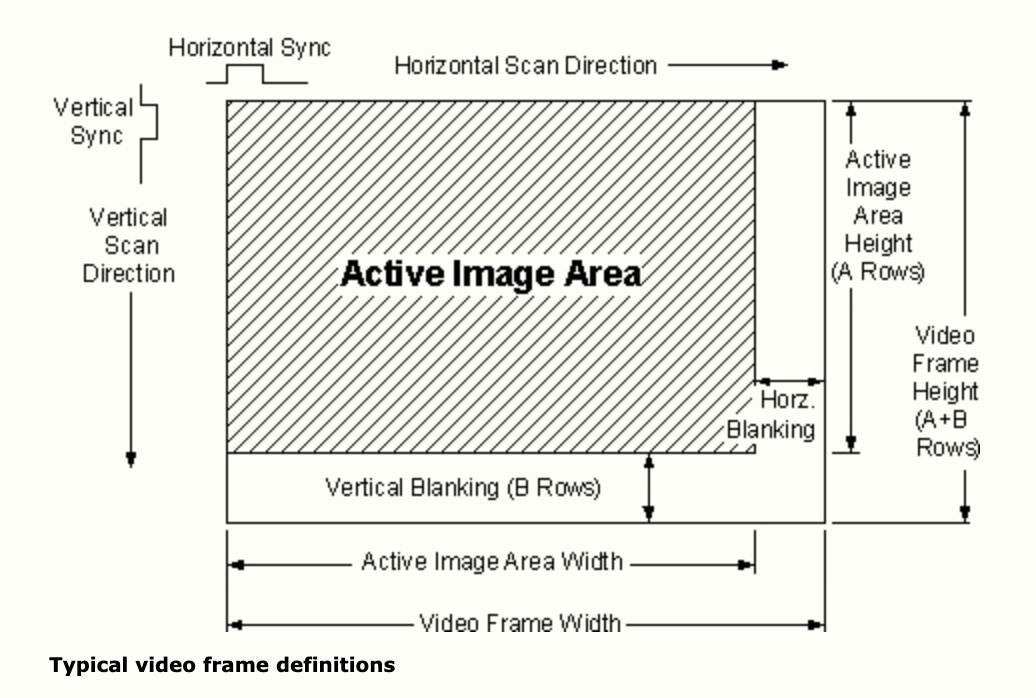 Horizontal Sync
Horizontal Scan Direction
Vertical
Sync
Vertical
Scan
Direction
Active Image Area
Active
Image
Area
Height
(A Rows)
Video
Frame
Height
(A+B
Rows)
Horz.
Blanking
Vertical Blanking (B Rows)
Active Image Area Width
Video Frame Width
Typical video frame definitions